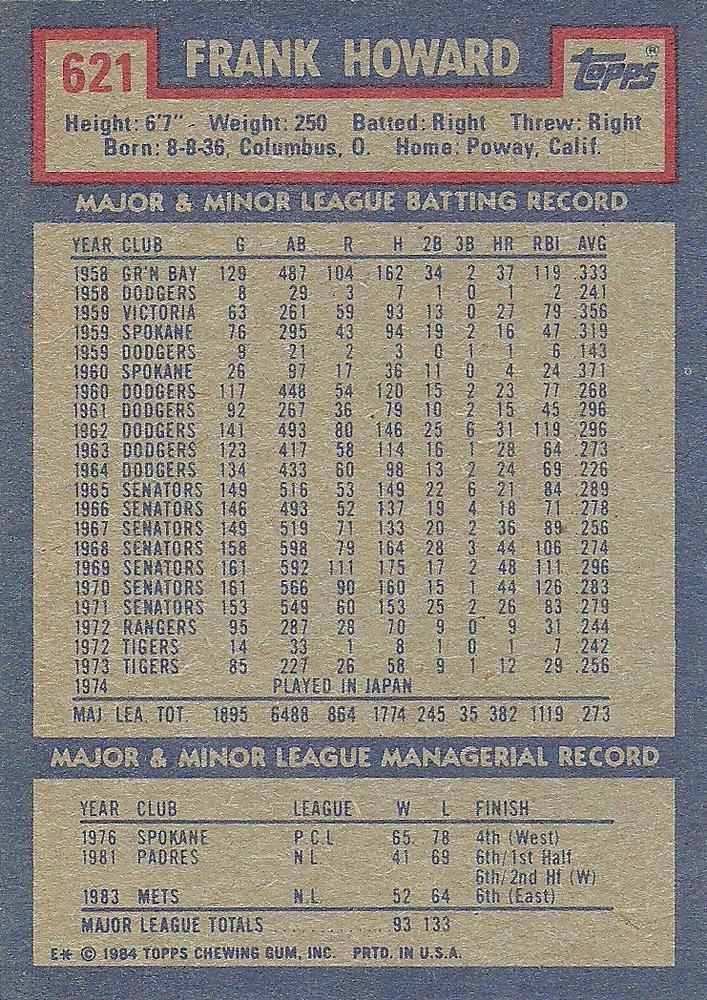 621 FRANK HOWARD Topps®
Height: 6'7" - Weight: 250 Batted: Right Threw: Right
Born: 8-8-36, Columbus, O. Home: Poway, Calif.
MAJOR & MINOR LEAGUE BATTING RECORD
YEAR CLUB G AB R H 2B 3B HR RBI AVG
1958 GR'N BAY 129 487 104 162 34 2 37 119 .333
1958 DODGERS 8 29 3 7 1 0 1 2 .241
1959 VICTORIA 63 261 59 93 13 0 27 79 .356
1959 SPOKANE 76 295 43 94 19 2 16 47 .319
1959 DODGERS 9 21 2 3 0 1 1 6 .143
1960 SPOKANE 26 97 17 36 11 0 4 24 .371
1960 DODGERS 117 448 54 120 15 2 23 77 .268
1961 DODGERS 92 267 36 79 10 2 15 45 .296
1962 DODGERS 141 493 80 146 25 6 31 119 .296
1963 DODGERS 123 417 58 114 16 1 28 64 .273
1964 DODGERS 134 433 60 98 13 2 24 69 .226
1965 SENATORS 149 516 53 149 22 6 21 84 .289
1966 SENATORS 146 493 52 137 19 4 18 71 .278
1967 SENATORS 149 519 71 133 20 2 36 89 .256
1968 SENATORS 158 598 79 164 28 3 44 106 .274
1969 SENATORS 161 592 111 175 17 2 48 111 .296
1970 SENATORS 161 566 90 160 15 1 44 126 .283
1971 SENATORS 153 549 60 153 25 2 26 83 .279
1972 RANGERS 95 287 28 70 9 0 9 31 .244
1972 TIGERS 14 33 1 8 1 0 1 7 .242
1973 TIGERS 85 227 26 58 9 1 12 29 .256
1974 PLAYED IN JAPAN
MAJ. LEA. TOT. 1895 6488 864 1774 245 35 382 1119 .273
MAJOR & MINOR LEAGUE MANAGERIAL RECORD
YEAR CLUB LEAGUE W L FINISH
1976 SPOKANE P.C.L 65 78 4th (West)
1981 PADRES N.L. 41 69 6th/1st Half
6th/2nd Hf (W)
1983 METS N.L. 52 64 6th (East)
MAJOR LEAGUE TOTALS ............ 93 133
E* © 1984 TOPPS CHEWING GUM, INC. PRTD. IN U.S.A.